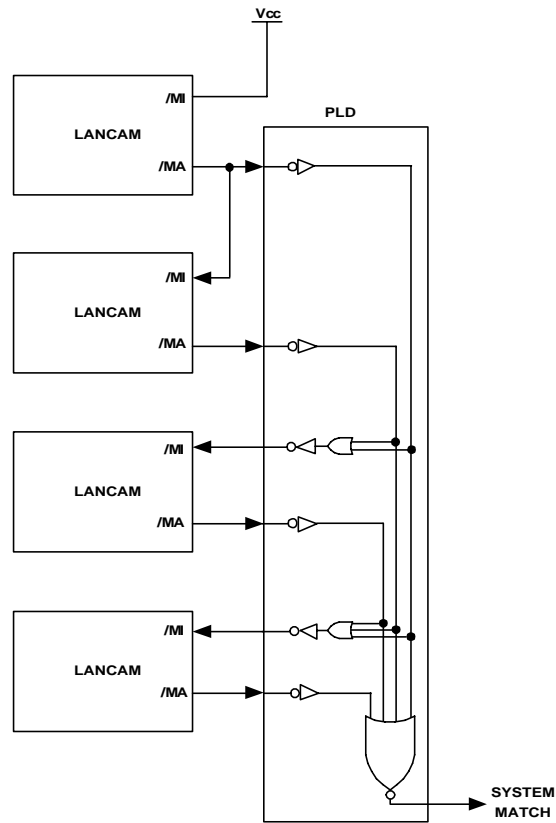 Vcc
/MI
LANCAM
/MA
PLD
/MI
LANCAM
/MA
/MI
LANCAM
/MA
/MI
LANCAM
/MA
SYSTEM
MATCH